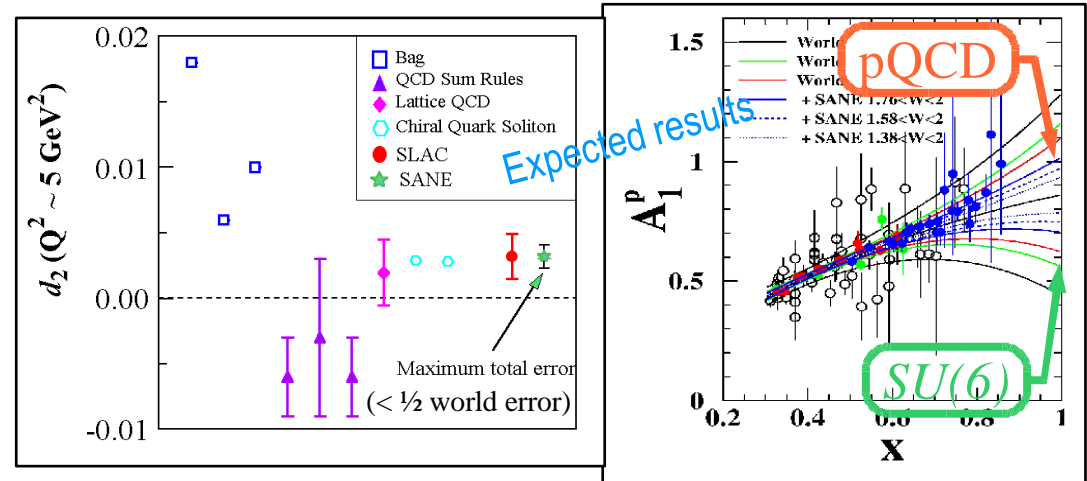 0.02
0.01
0.00
-0.01
d₂ (Q² ~ 5 GeV²)
Bag
QCD Sum Rules
Lattice QCD
Chiral Quark Soliton
SLAC
SANE
Maximum total error
(< ½ world error)
Expected results
1.5
1
0.5
0
A₁ᵖ
World
World
World
+ SANE 1.76<W<2
+ SANE 1.58<W<2
+ SANE 1.38<W<2
pQCD
SU(6)
0.2
0.4
0.6
0.8
1
x